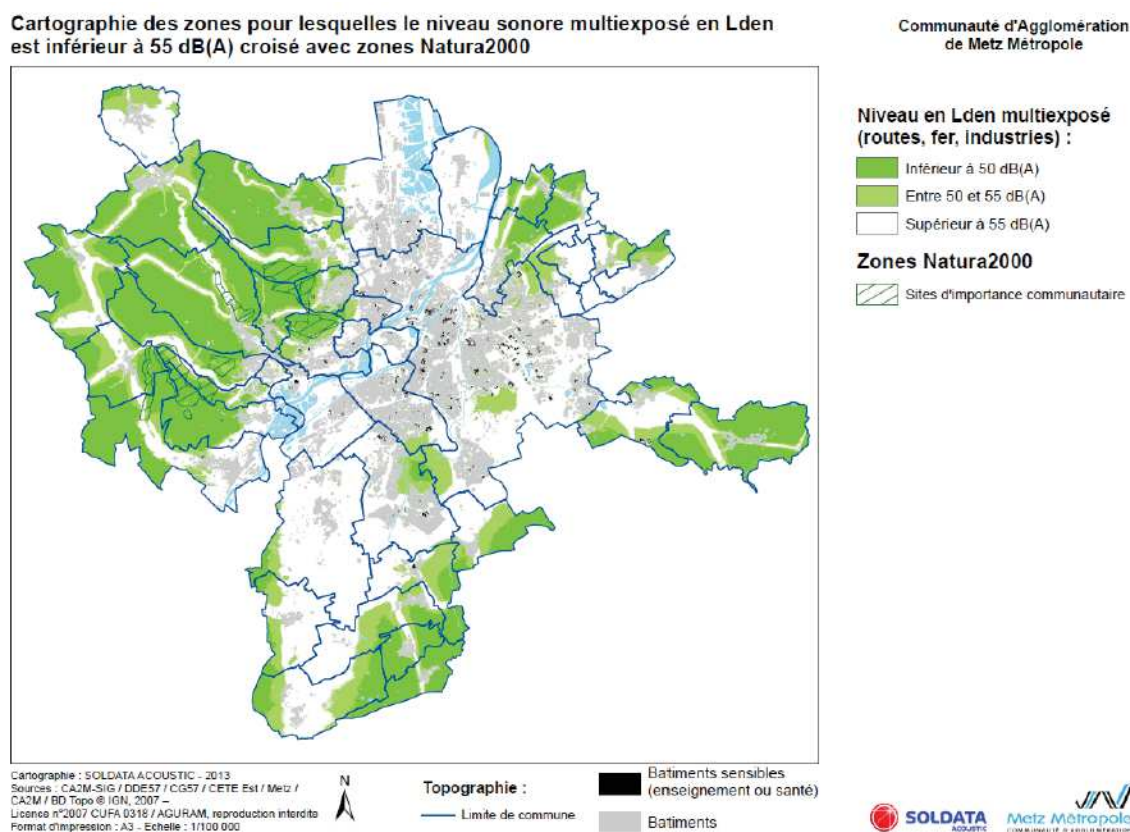 Cartographie des zones pour lesquelles le niveau sonore multiexposé en Lden
est inférieur à 55 dB(A) croisé avec zones Natura2000
Communauté d'Agglomération
de Metz Métropole
Niveau en Lden multiexposé
(routes, fer, industries) :
Inférieur à 50 dB(A)
Entre 50 et 55 dB(A)
Supérieur à 55 dB(A)
Zones Natura2000
Sites d'importance communautaire
Cartographie : SOLDATA ACOUSTIC - 2013
Sources : CA2M-SIG / DDE57 / CG57 / CETE Est / Metz /
CA2M / BD Topo © IGN, 2007 –
Licence n°2007 CUFA 0318 / AGURAM, reproduction interdite
Format d'impression : A3 - Echelle : 1/100 000
N
Topographie :
Limite de commune
Batiments sensibles
(enseignement ou santé)
Batiments
SOLDATA
ACOUSTIC
Metz Métropole
COMMUNAUTÉ D'AGGLOMÉRATION